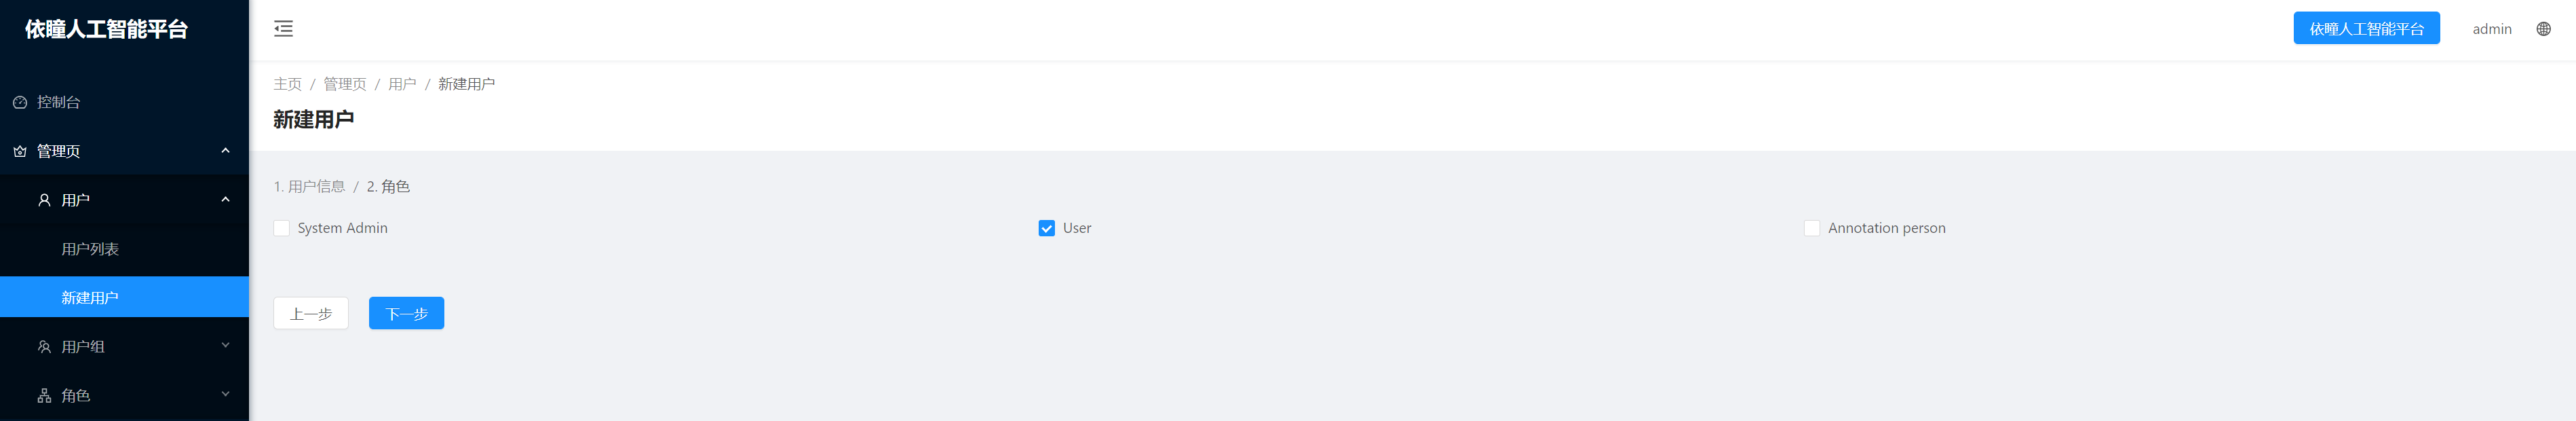 依瞳人工智能平台
依瞳人工智能平台 admin
控制台
管理页
用户
用户列表
新建用户
用户组
角色
主页 / 管理页 / 用户 / 新建用户
新建用户
1. 用户信息 / 2. 角色
System Admin User Annotation person
上一步 下一步